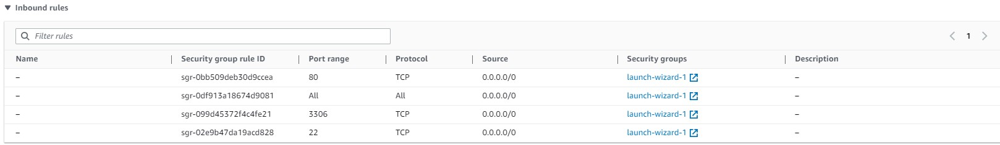 Inbound rules
Filter rules
1
Name Security group rule ID Port range Protocol Source Security groups Description
– sgr-0bb509deb30d9ccea 80 TCP 0.0.0.0/0 launch-wizard-1 –
– sgr-0df913a18674d9081 All All 0.0.0.0/0 launch-wizard-1 –
– sgr-099d45372f4c4fe21 3306 TCP 0.0.0.0/0 launch-wizard-1 –
– sgr-02e9b47da19acd828 22 TCP 0.0.0.0/0 launch-wizard-1 –